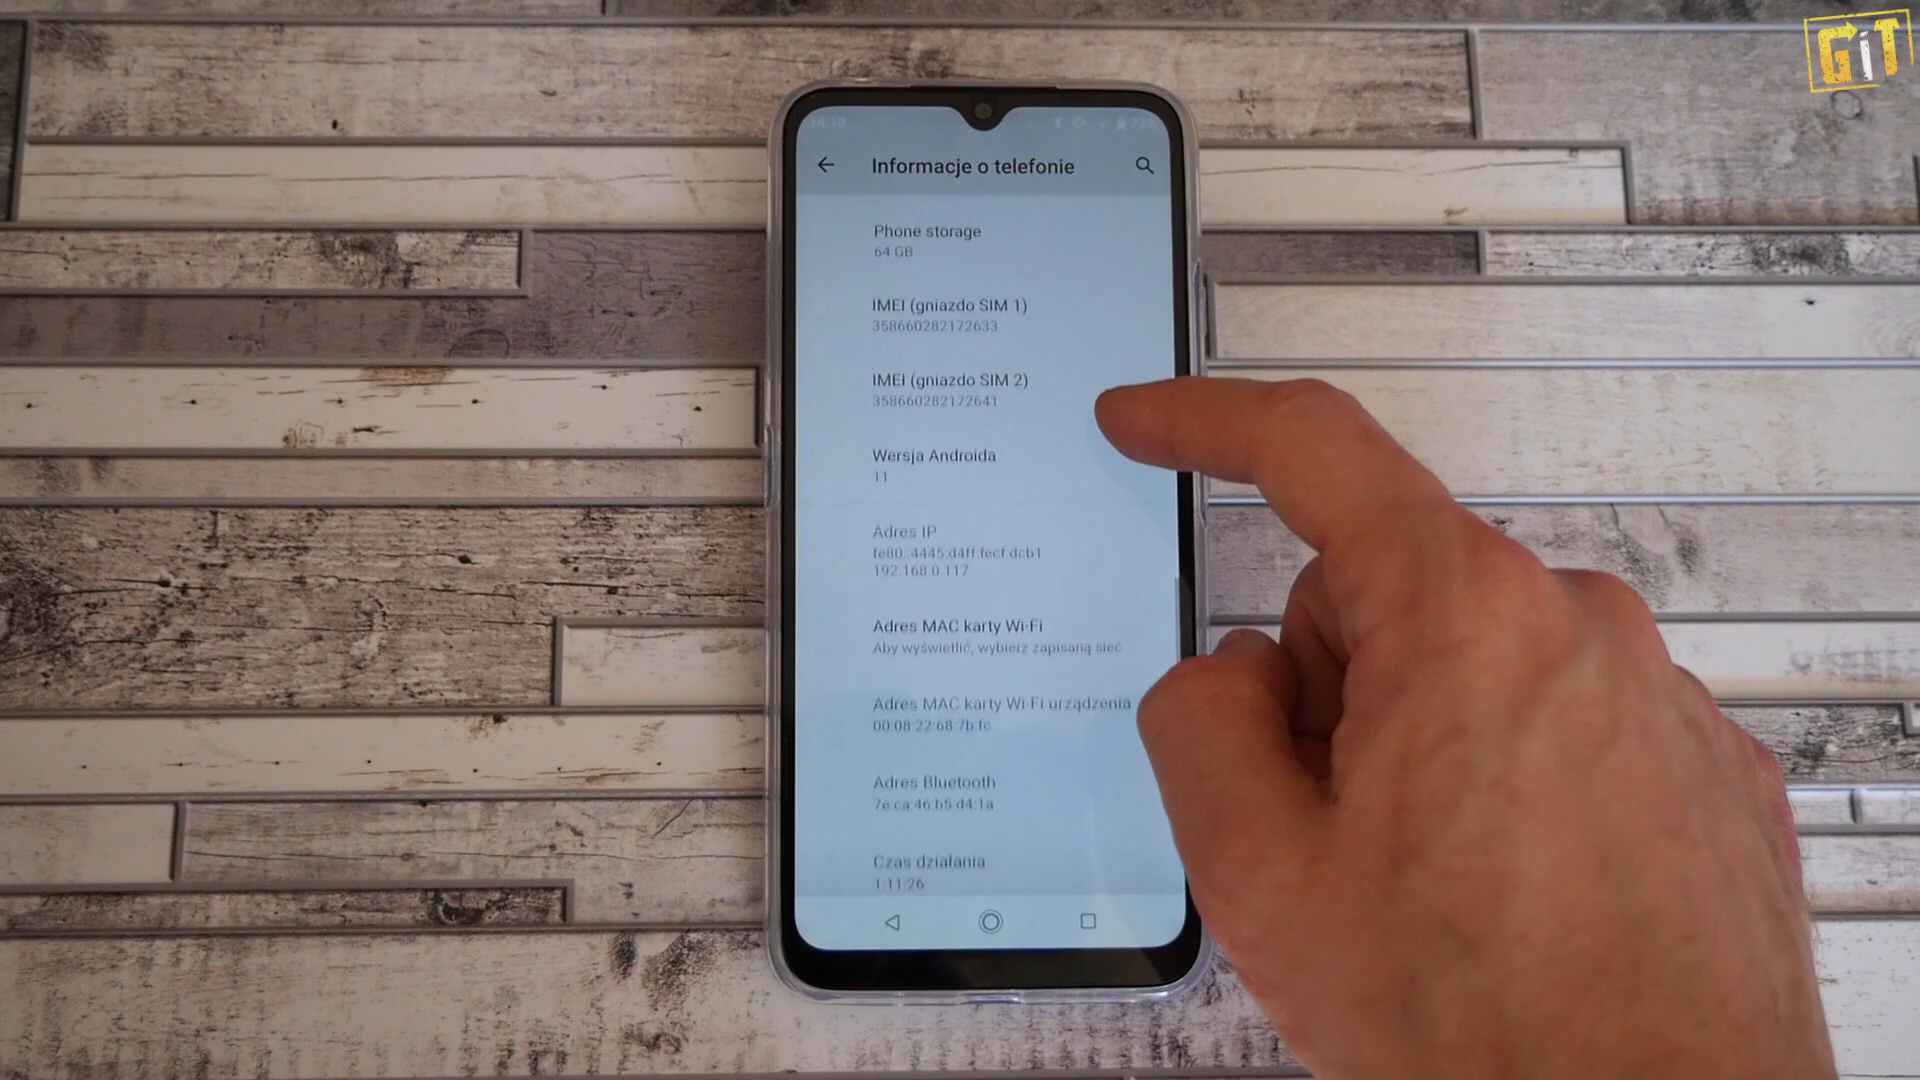 GiT
14:18
73%
Informacje o telefonie
Phone storage
64 GB
IMEI (gniazdo SIM 1)
358660282172633
IMEI (gniazdo SIM 2)
358660282172641
Wersja Androida
11
Adres IP
fe80::4445:d4ff:fecf:dcb1
192.168.0.117
Adres MAC karty Wi-Fi
Aby wyświetlić, wybierz zapisaną sieć
Adres MAC karty Wi-Fi urządzenia
00:08:22:68:7b:fc
Adres Bluetooth
7e:ca:46:b5:d4:1a
Czas działania
1:11:26